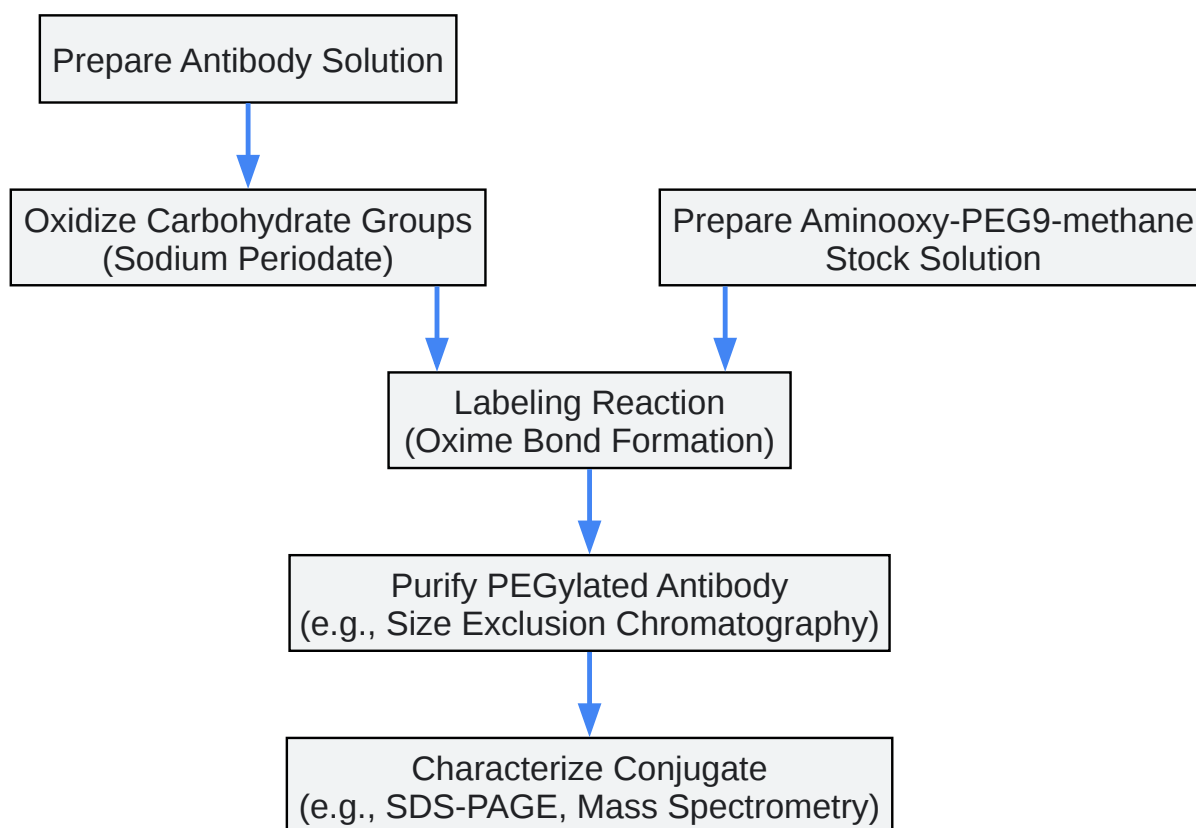 Prepare Antibody Solution
Oxidize Carbohydrate Groups
(Sodium Periodate)
Prepare Aminooxy-PEG9-methane
Stock Solution
Labeling Reaction
(Oxime Bond Formation)
Purify PEGylated Antibody
(e.g., Size Exclusion Chromatography)
Characterize Conjugate
(e.g., SDS-PAGE, Mass Spectrometry)